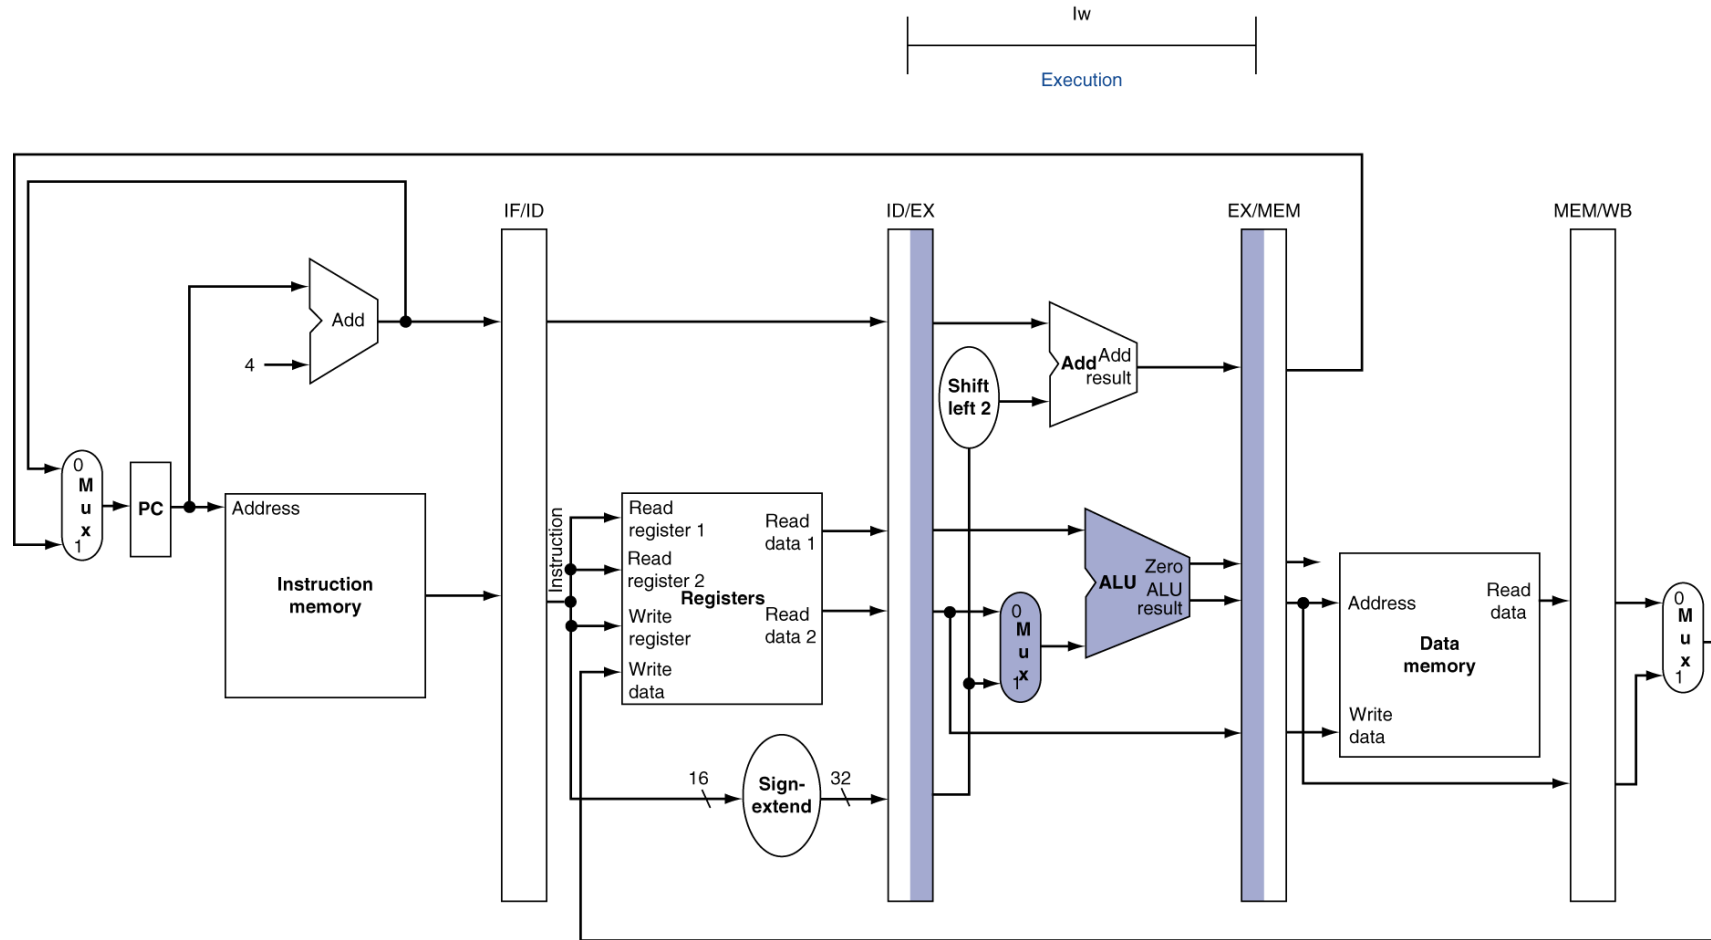 lw
Execution
IF/ID
ID/EX
EX/MEM
MEM/WB
Add
4
Add Add
result
Shift
left 2
0
M
u
x
1
PC
Address
Instruction
memory
Instruction
Read
register 1
Read
register 2
Registers
Write
register
Write
data
Read
data 1
Read
data 2
0
M
u
x
1
Zero
ALU
ALU
result
Address
Read
data
Data
memory
Write
data
0
M
u
x
1
16
Sign-
extend
32